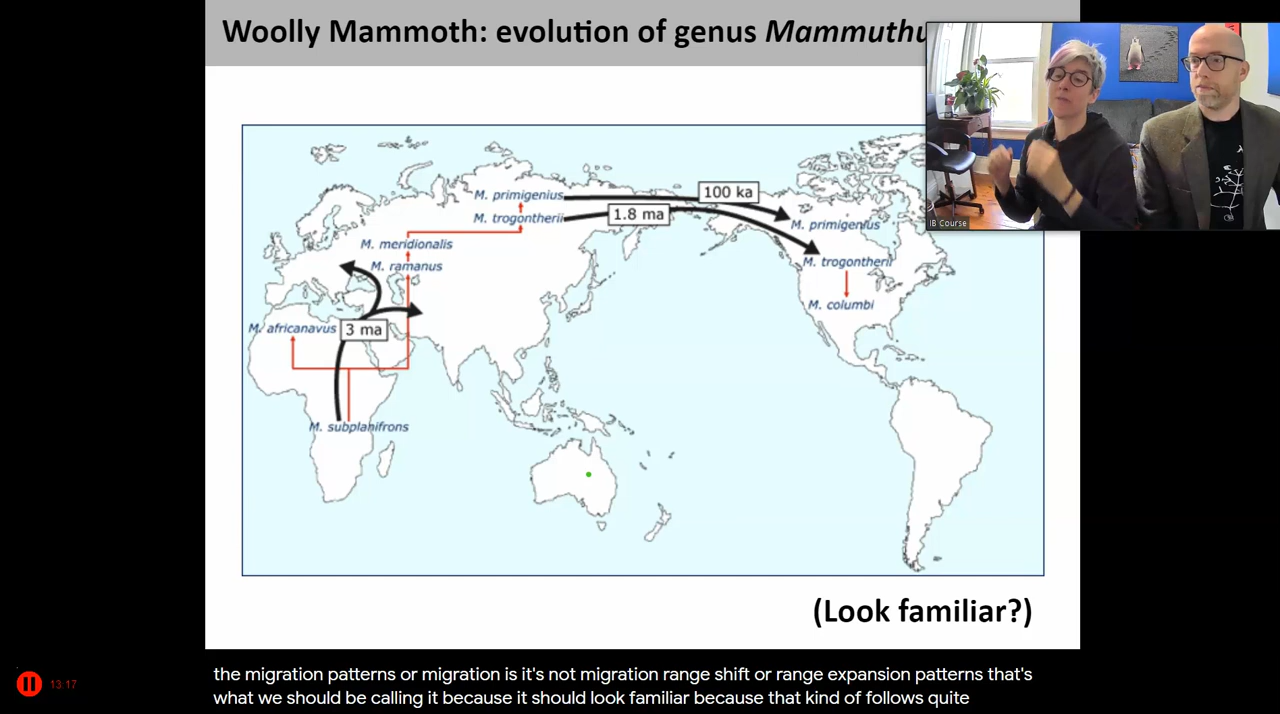 Woolly Mammoth: evolution of genus Mammuthu
IB Course
M. primigenius
100 ka
M. trogontherii
1.8 ma
M. primigenius
M. meridionalis
M. ramanus
M. trogontherii
M. columbi
M. africanavus
3 ma
M. subplanifrons
(Look familiar?)
13:17
the migration patterns or migration is it's not migration range shift or range expansion patterns that's
what we should be calling it because it should look familiar because that kind of follows quite